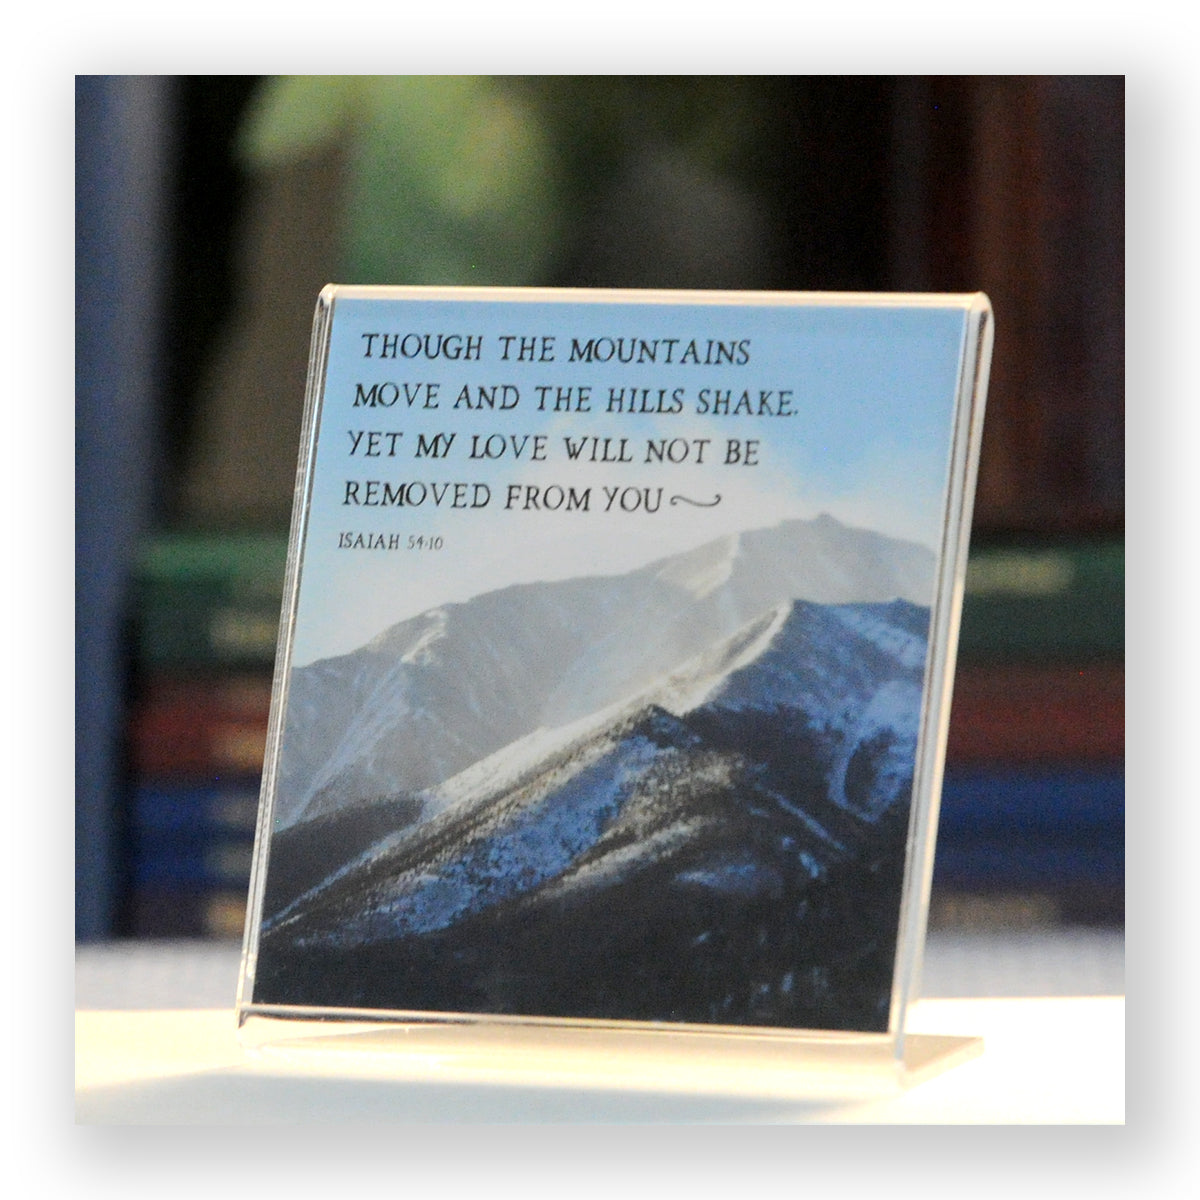 THOUGH THE MOUNTAINS
MOVE AND THE HILLS SHAKE.
YET MY LOVE WILL NOT BE
REMOVED FROM YOU
ISAIAH 54:10